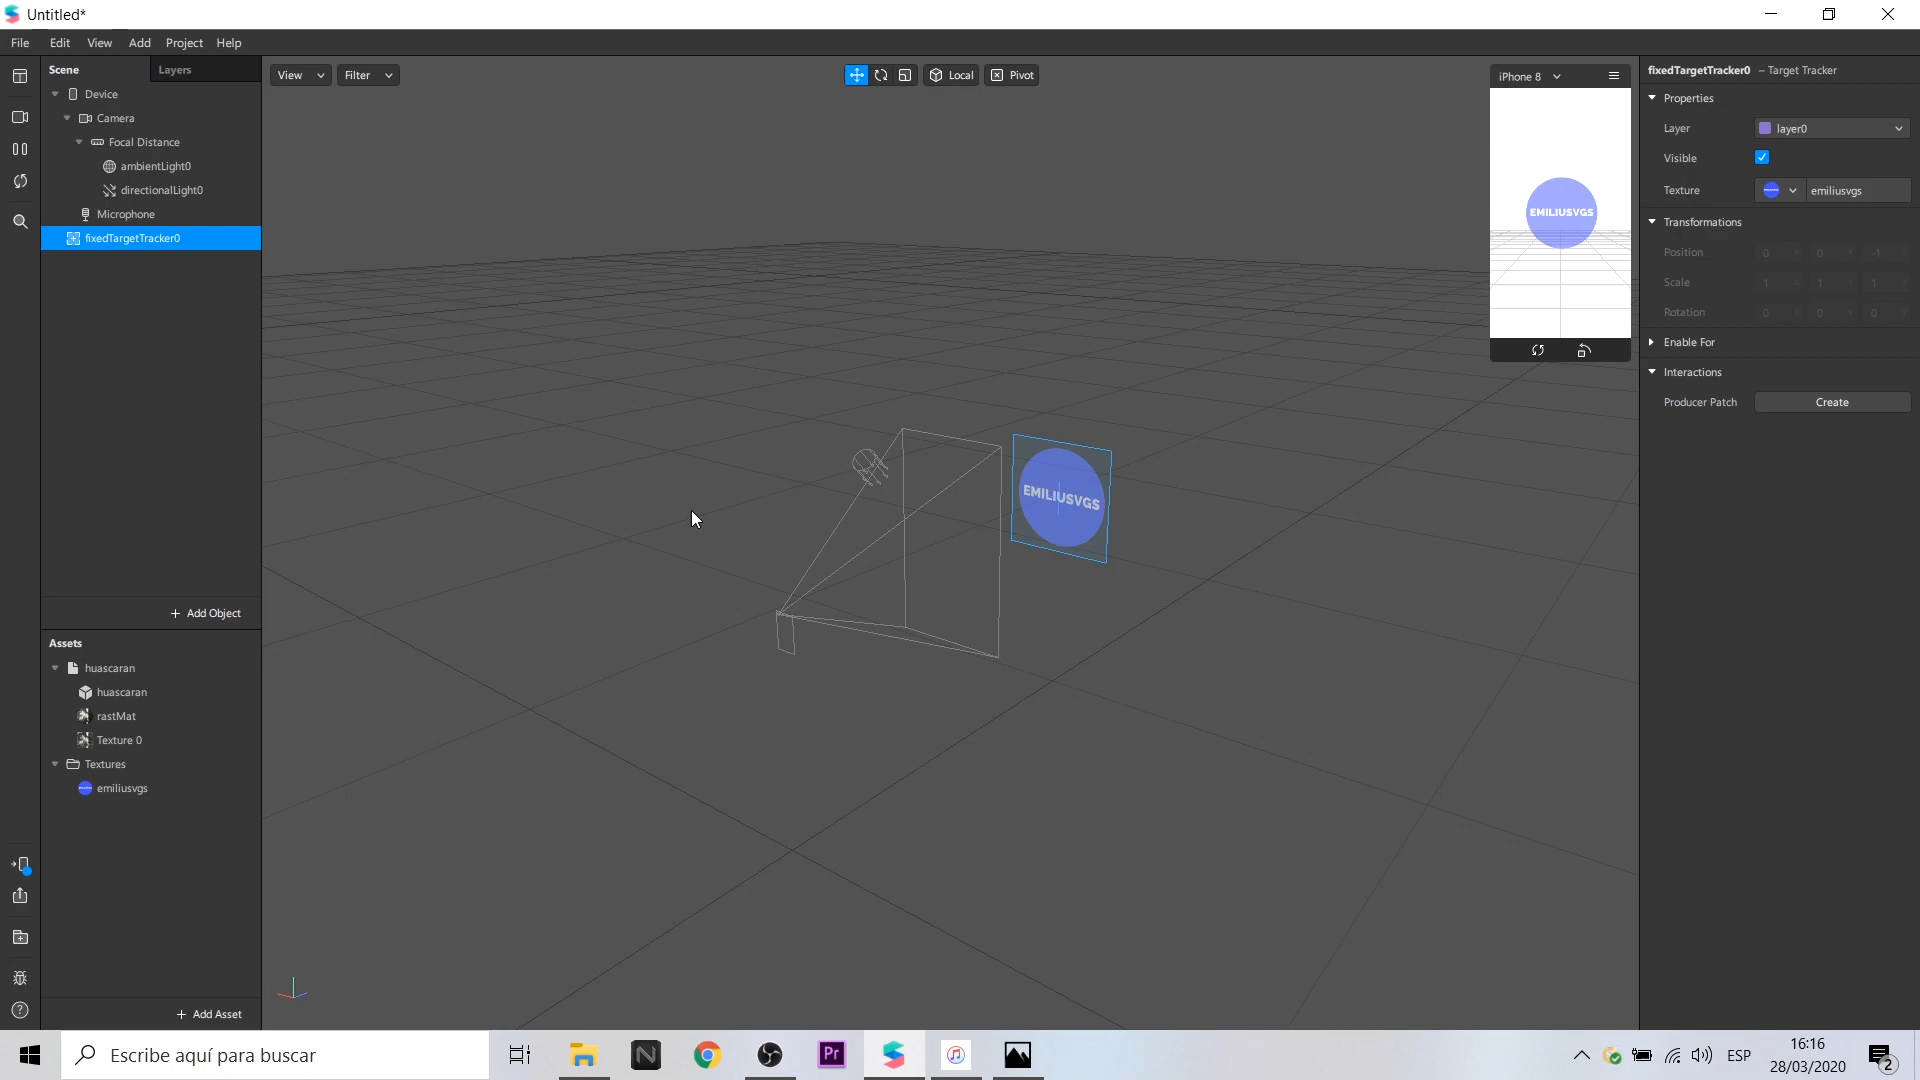 Untitled*
File Edit View Add Project Help
Scene Layers
Device
Camera
Focal Distance
ambientLight0
directionalLight0
Microphone
fixedTargetTracker0
+ Add Object
Assets
huascaran
huascaran
rastMat
Texture 0
Textures
emiliusvgs
+ Add Asset
View Filter
Local Pivot
iPhone 8
EMILIUSVGS
EMILIUSVGS
fixedTargetTracker0 – Target Tracker
Properties
Layer layer0
Visible
Texture emiliusvgs
Transformations
Position 0 0 -1
Scale 1 1 1
Rotation 0 0 0
Enable For
Interactions
Producer Patch Create
Escribe aquí para buscar
N
Pr
ESP
16:16
28/03/2020
2